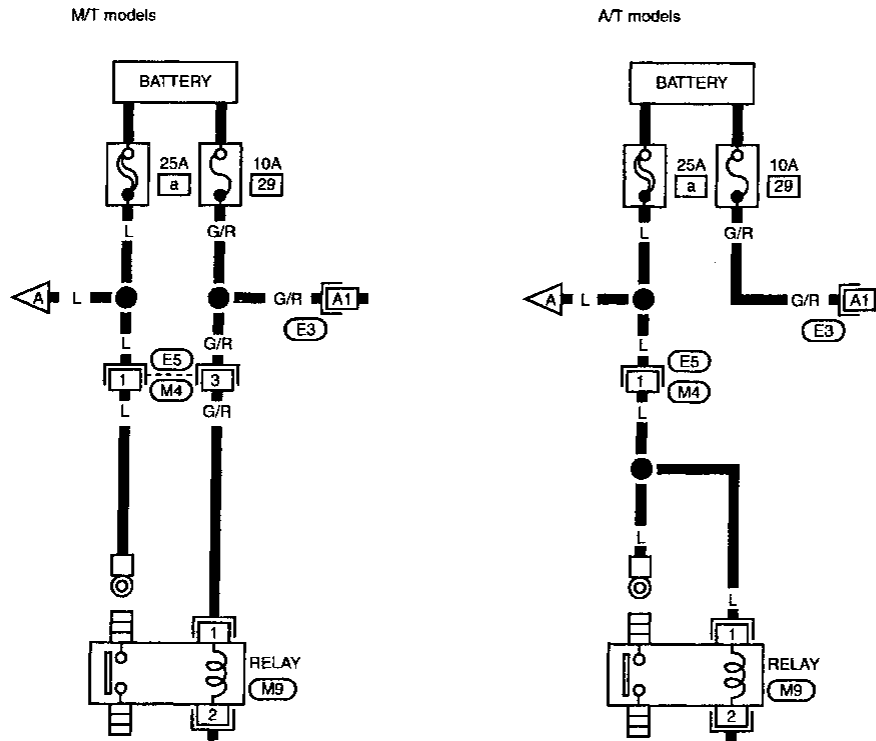 M/T models
A/T models
BATTERY
BATTERY
25A
a
10A
29
25A
a
10A
29
L
G/R
L
G/R
A
L
G/R
A1
A
L
G/R
A1
E3
E3
L
G/R
L
E5
E5
1
3
1
M4
M4
L
G/R
L
L
L
1
1
RELAY
RELAY
M9
M9
2
2